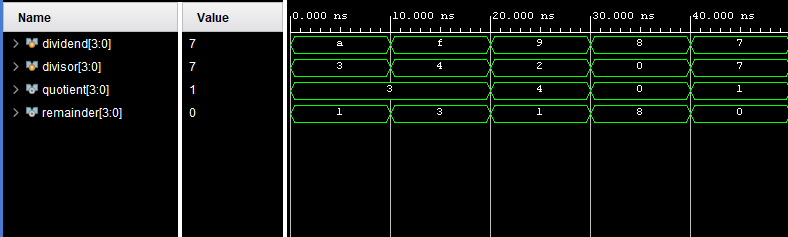 Name Value 0.000 ns 10.000 ns 20.000 ns 30.000 ns 40.000 ns
dividend[3:0] 7 a f 9 8 7
divisor[3:0] 7 3 4 2 0 7
quotient[3:0] 1 3 4 0 1
remainder[3:0] 0 1 3 1 8 0